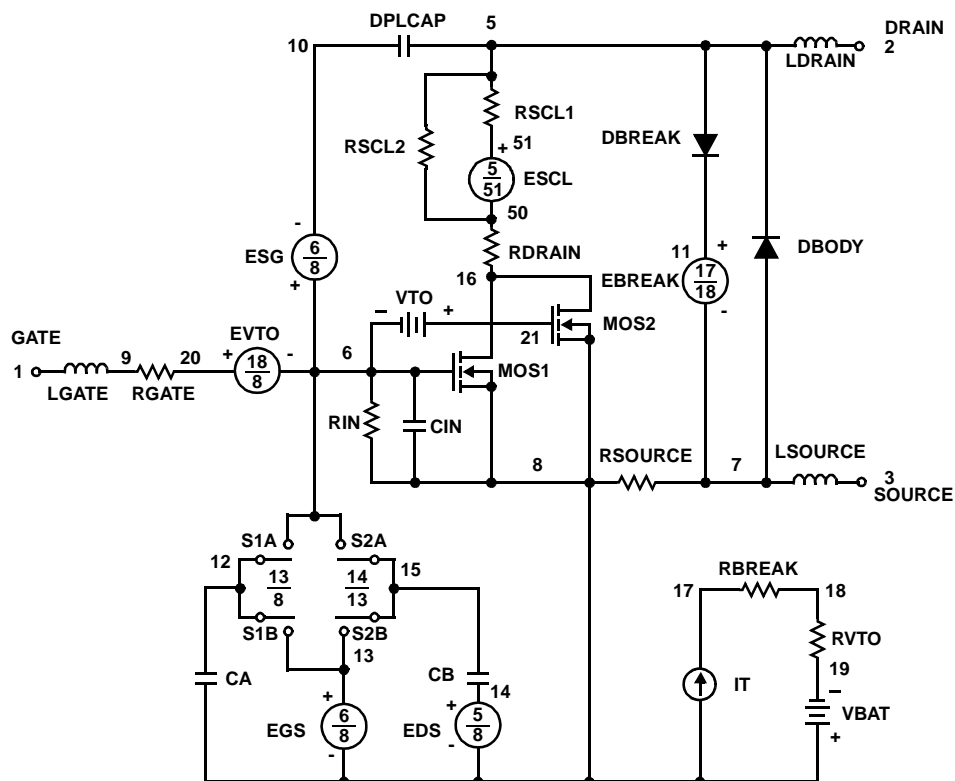 DPLCAP
5
DRAIN
10
2
LDRAIN
RSCL1
RSCL2
+ 51
DBREAK
5
51
ESCL
50
-
RDRAIN
DBODY
ESG
6
8
+
16
11
+
EBREAK
17
18
-
VTO
- +
MOS2
21
GATE
EVTO
1
9
20
+
18
8
-
6
MOS1
LGATE
RGATE
RIN
CIN
8
RSOURCE
7
LSOURCE
3
SOURCE
S1A
S2A
12
13
8
14
13
15
RBREAK
17
18
S1B
S2B
13
RVTO
CA
CB
14
19
-
IT
VBAT
+
+
EGS
6
8
-
+
EDS
5
8
-